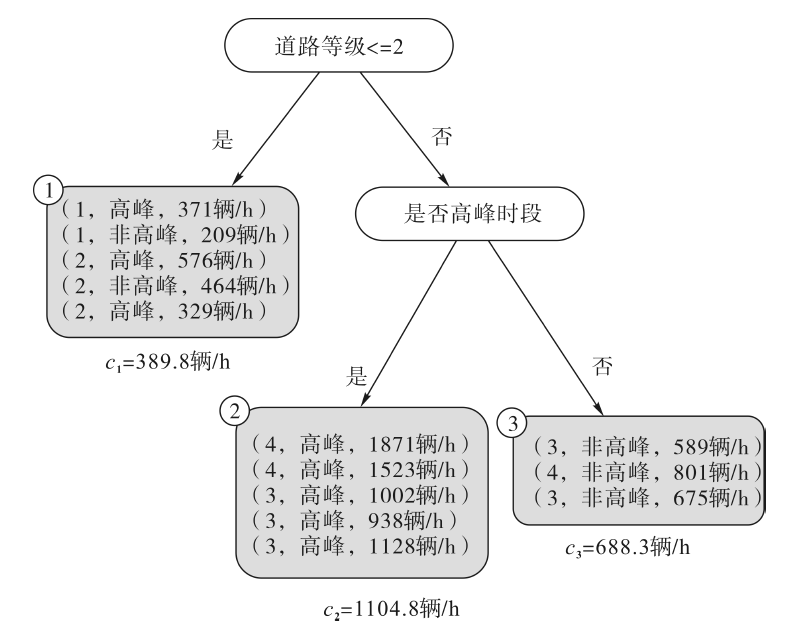 道路等级<=2
是
否
1
（1，高峰，371辆/h）
（1，非高峰，209辆/h）
（2，高峰，576辆/h）
（2，非高峰，464辆/h）
（2，高峰，329辆/h）
c₁=389.8辆/h
是否高峰时段
是
否
2
（4，高峰，1871辆/h）
（4，高峰，1523辆/h）
（3，高峰，1002辆/h）
（3，高峰，938辆/h）
（3，高峰，1128辆/h）
c₂=1104.8辆/h
3
（3，非高峰，589辆/h）
（4，非高峰，801辆/h）
（3，非高峰，675辆/h）
c₃=688.3辆/h